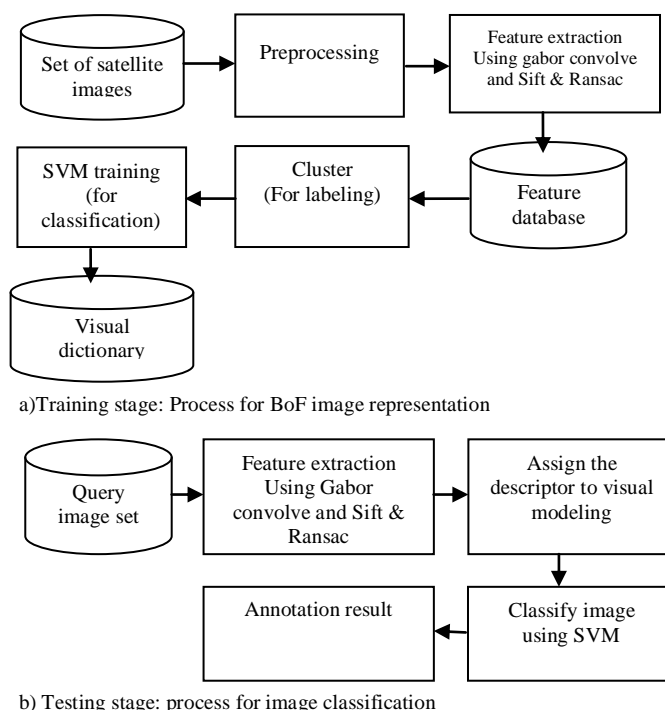 Set of satellite
images
Preprocessing
Feature extraction
Using gabor convolve
and Sift & Ransac
SVM training
(for
classification)
Cluster
(For labeling)
Feature
database
Visual
dictionary
a)Training stage: Process for BoF image representation
Query
image set
Feature extraction
Using Gabor
convolve and Sift &
Ransac
Assign the
descriptor to visual
modeling
Annotation result
Classify image
using SVM
b) Testing stage: process for image classification